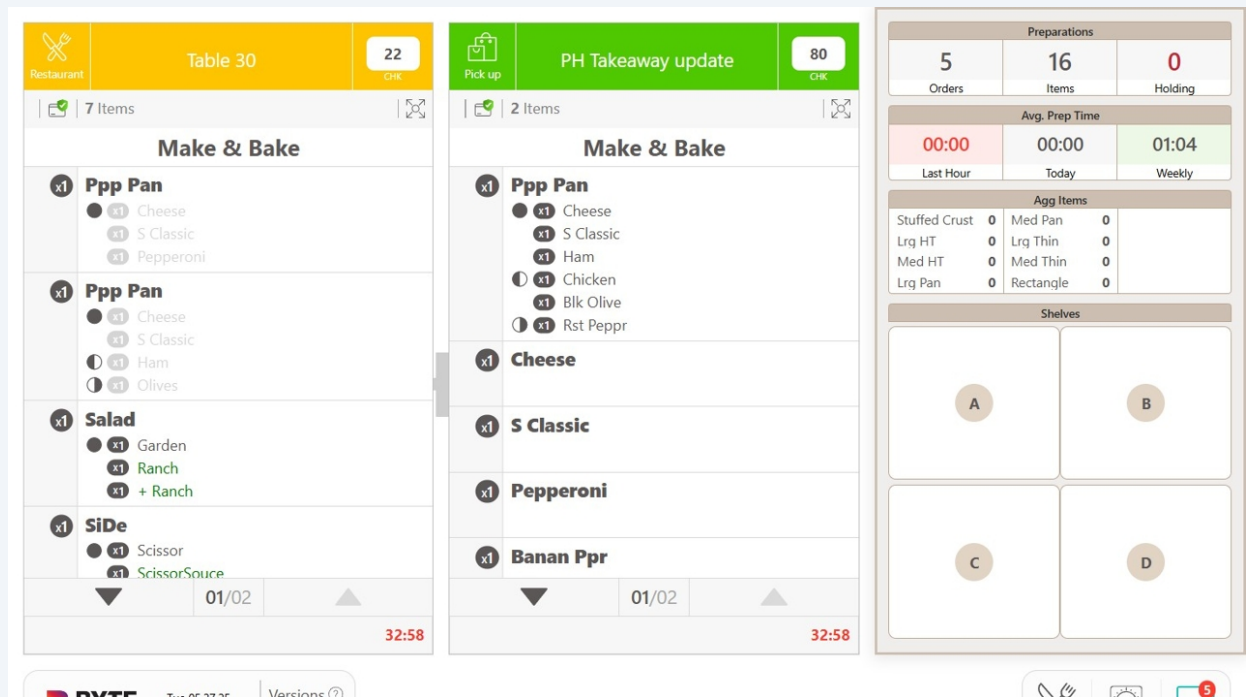 Restaurant
Table 30
22
CHK
7 Items
Make & Bake
x1 Ppp Pan
x1 Cheese
x1 S Classic
x1 Pepperoni
x1 Ppp Pan
x1 Cheese
x1 S Classic
x1 Ham
x1 Olives
x1 Salad
x1 Garden
x1 Ranch
x1 + Ranch
x1 SiDe
x1 Scissor
x1 ScissorSouce
01/02
32:58
Pick up
PH Takeaway update
80
CHK
2 Items
Make & Bake
x1 Ppp Pan
x1 Cheese
x1 S Classic
x1 Ham
x1 Chicken
x1 Blk Olive
x1 Rst Peppr
x1 Cheese
x1 S Classic
x1 Pepperoni
x1 Banan Ppr
01/02
32:58
Preparations
5 16 0
Orders Items Holding
Avg. Prep Time
00:00 00:00 01:04
Last Hour Today Weekly
Agg Items
Stuffed Crust 0 Med Pan 0
Lrg HT 0 Lrg Thin 0
Med HT 0 Med Thin 0
Lrg Pan 0 Rectangle 0
Shelves
A B
C D
BYTE Tue 05.27.25 Versions ?
5